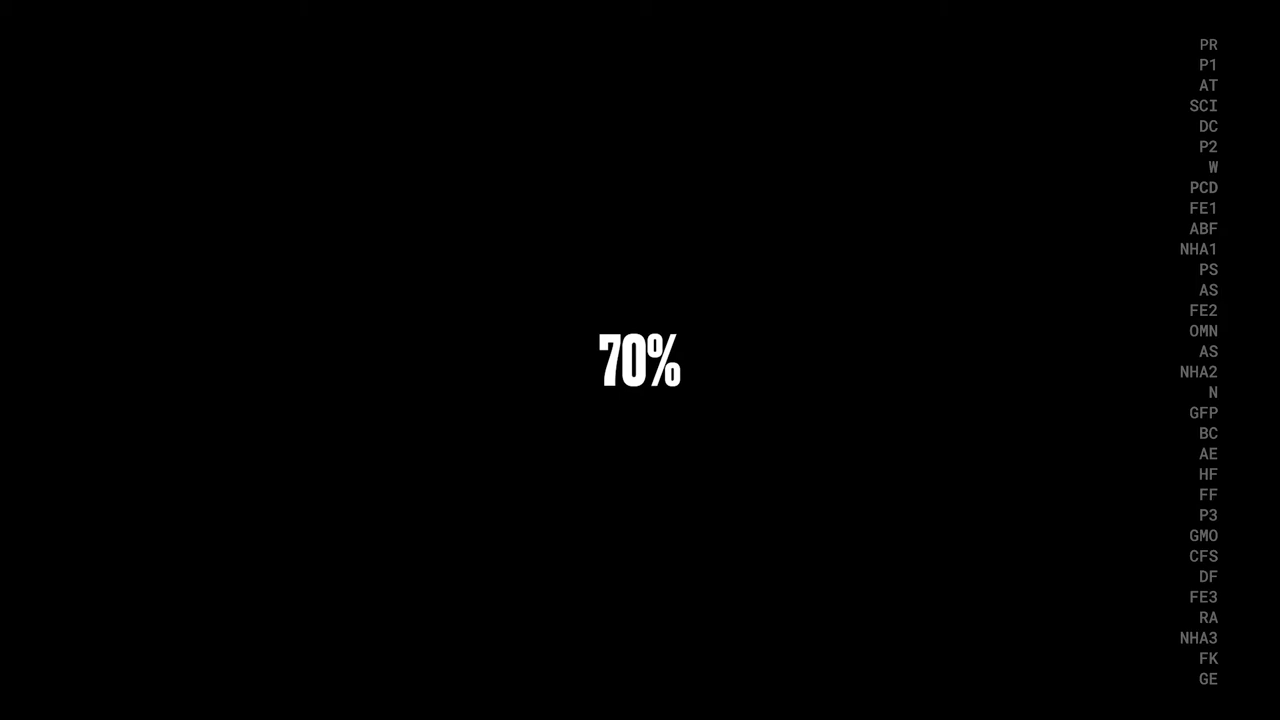 PR
P1
AT
SCI
DC
P2
W
PCD
FE1
ABF
NHA1
PS
AS
FE2
OMN
70%
AS
NHA2
N
GFP
BC
AE
HF
FF
P3
GMO
CFS
DF
FE3
RA
NHA3
FK
GE